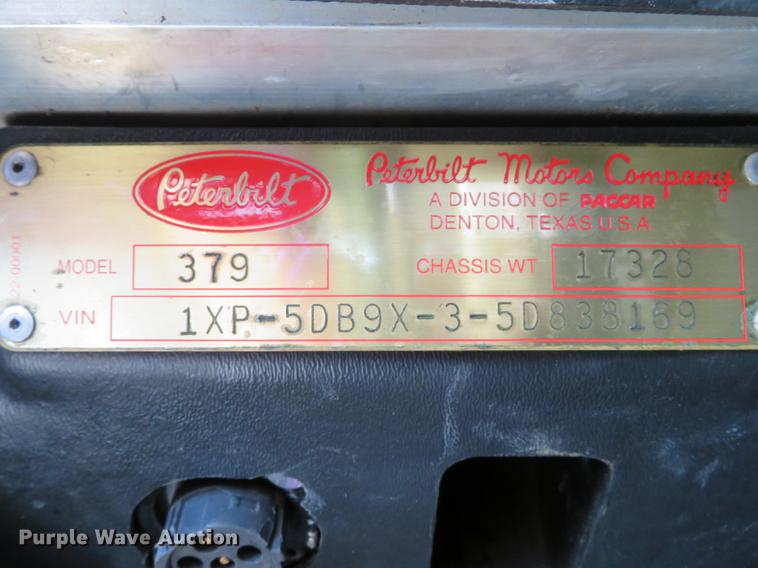 Peterbilt
Peterbilt Motors Company
A DIVISION OF PACCAR
DENTON, TEXAS U.S.A
MODEL 379
CHASSIS WT 17328
VIN 1XP-5DB9X-3-5D838169
Purple Wave Auction